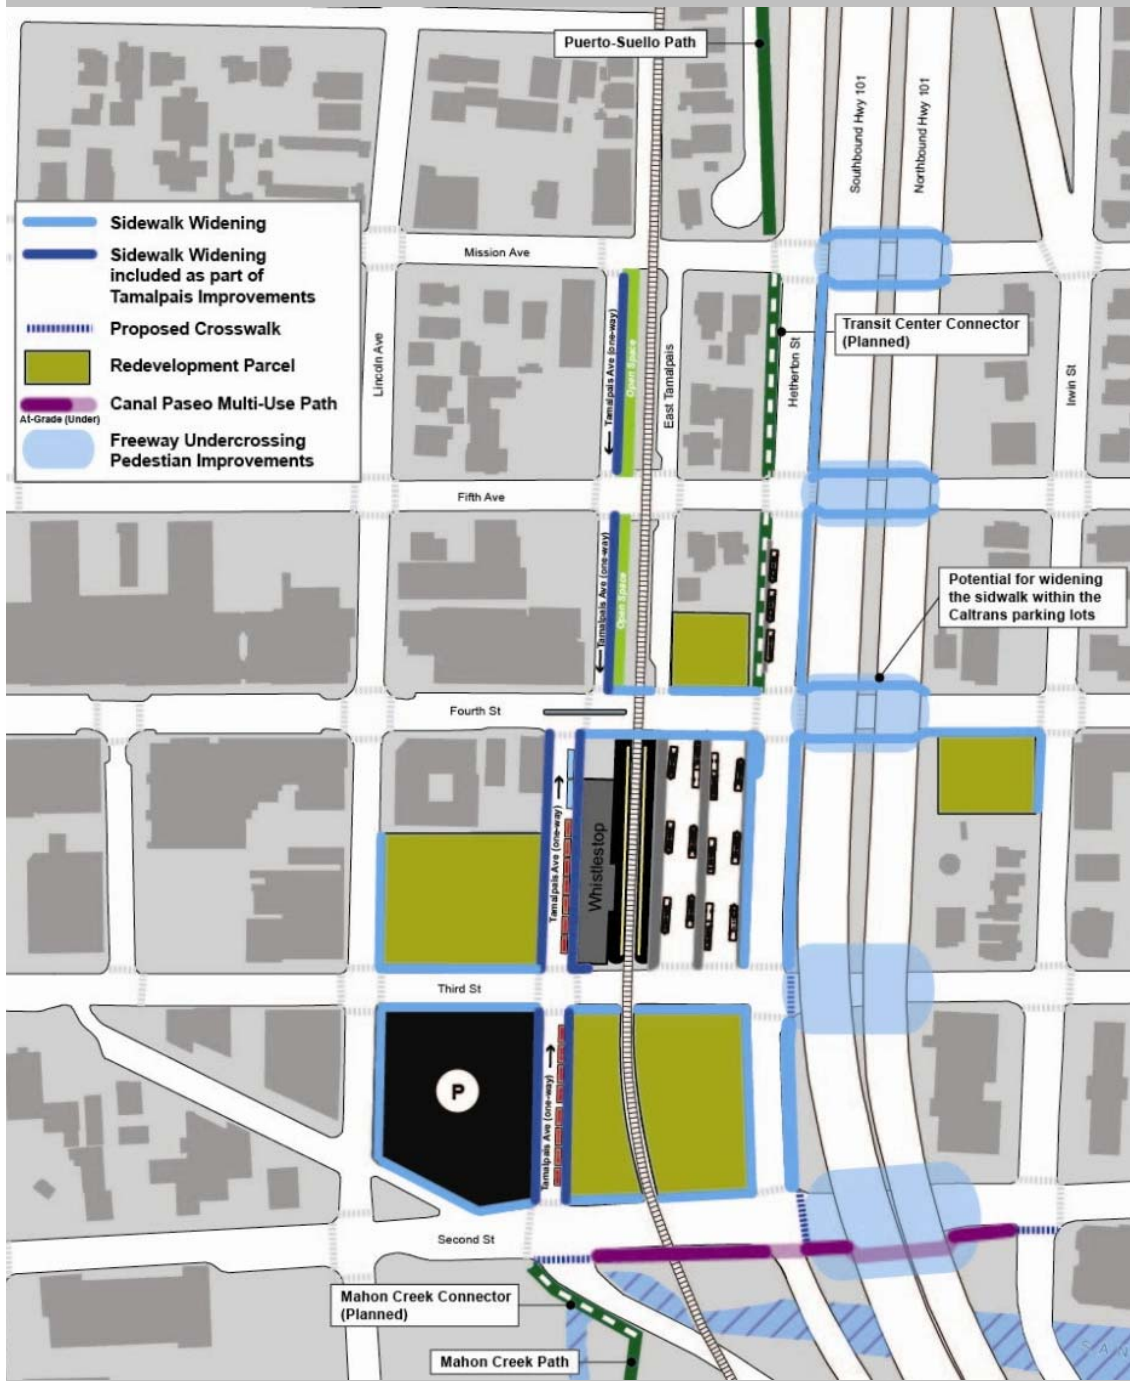 Puerto-Suello Path
Southbound Hwy 101
Northbound Hwy 101
Sidewalk Widening
Sidewalk Widening
included as part of
Tamalpais Improvements
Proposed Crosswalk
Redevelopment Parcel
Canal Paseo Multi-Use Path
At-Grade (Under)
Freeway Undercrossing
Pedestian Improvements
Mission Ave
Lincoln Ave
Tamalpais Ave (one-way)
Open Space
East Tamalpais
Hetherton St
Transit Center Connector
(Planned)
Irwin St
Fifth Ave
Tamalpais Ave (one-way)
Open Space
Potential for widening
the sidwalk within the
Caltrans parking lots
Fourth St
Tamalpais Ave (one-way)
Whistlestop
Third St
P
Tamalpais Ave (one-way)
Second St
Mahon Creek Connector
(Planned)
Mahon Creek Path
SAN